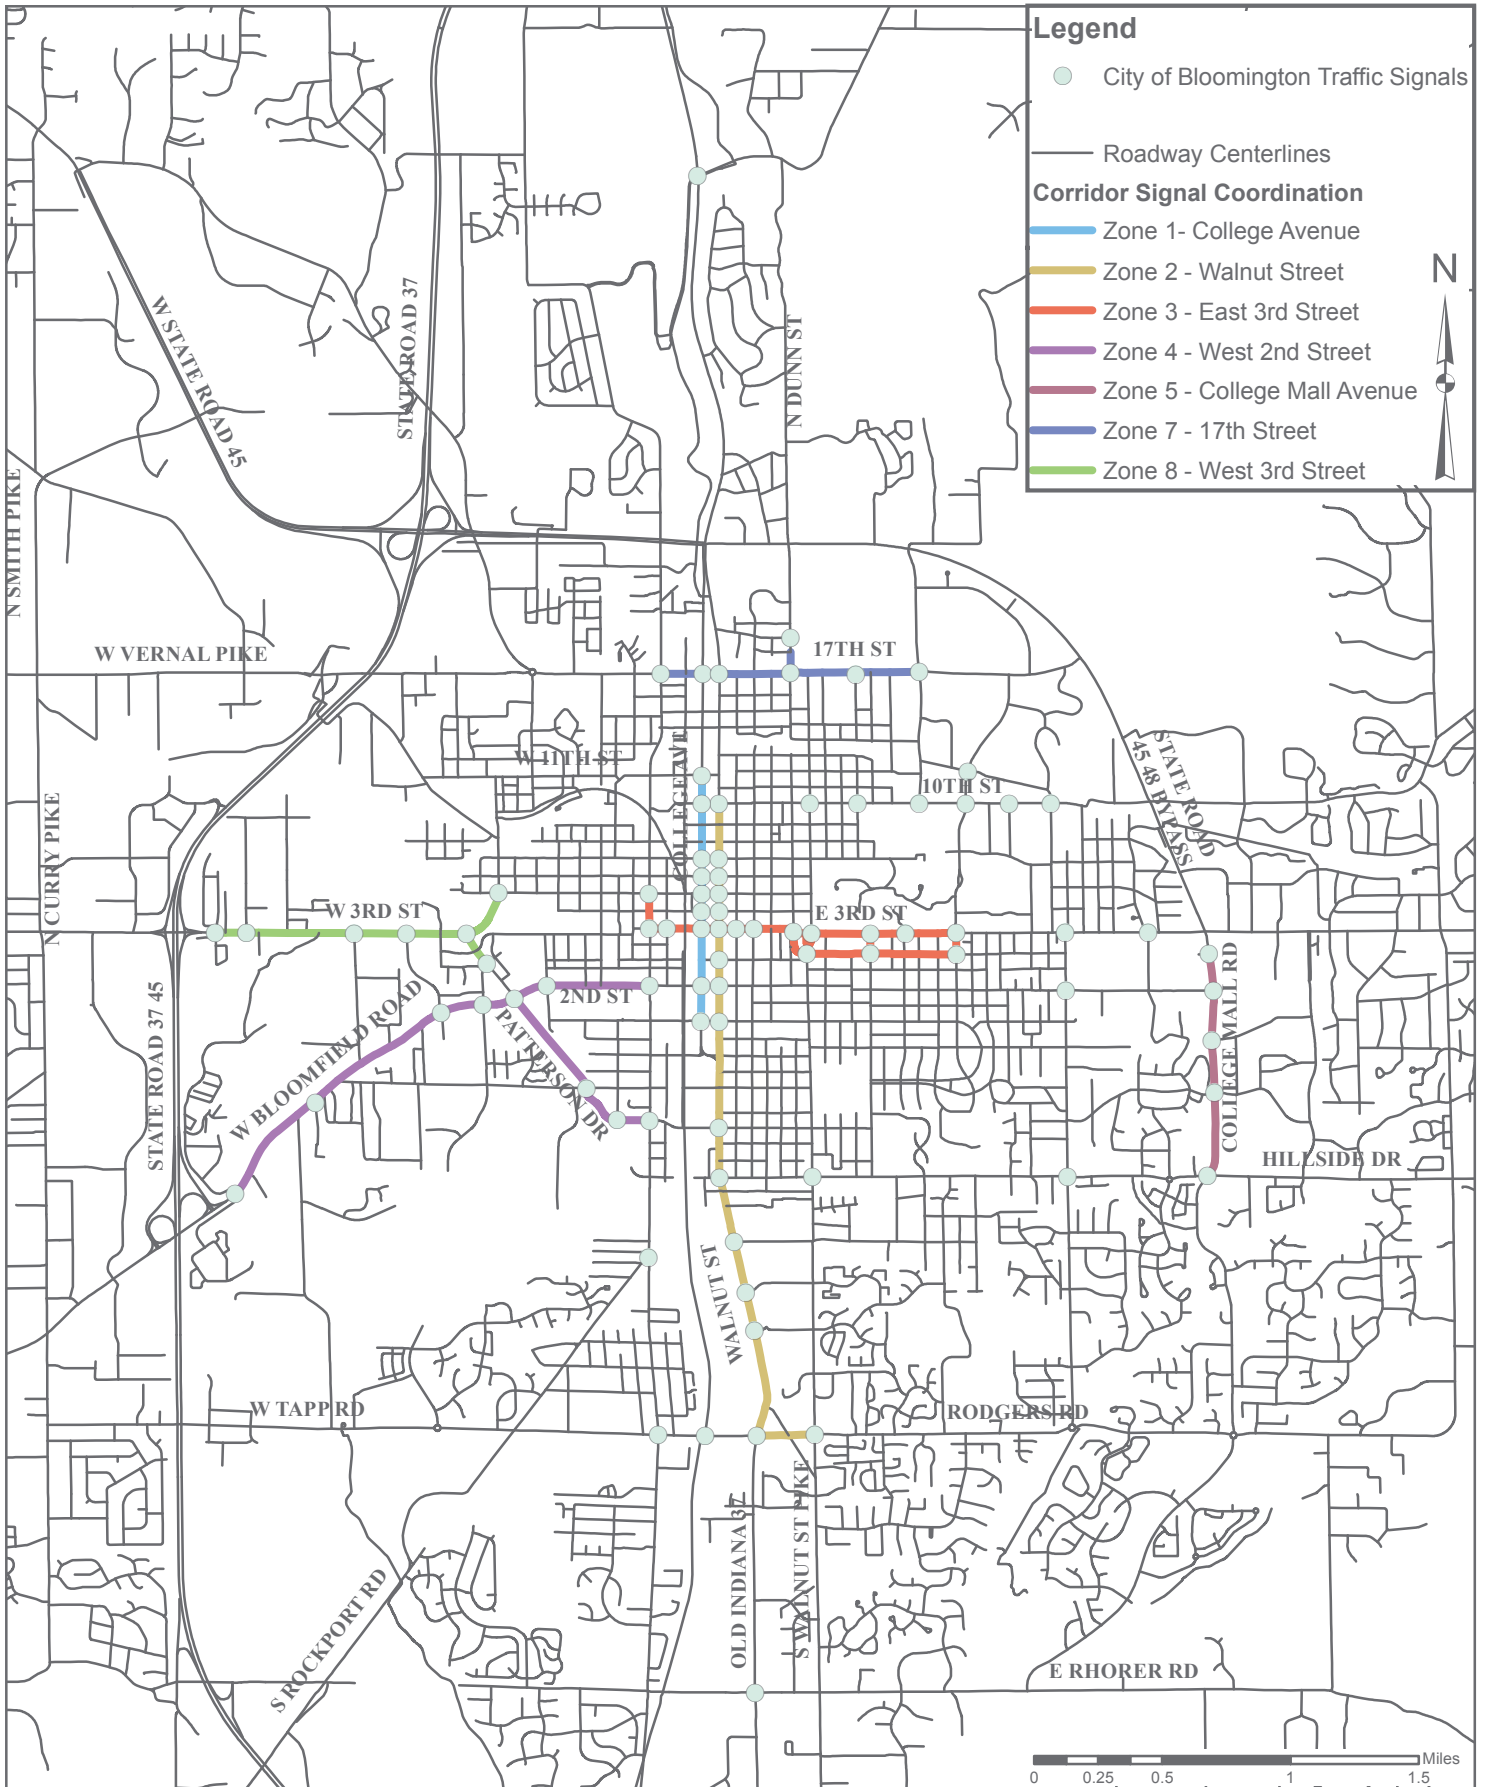 Legend
City of Bloomington Traffic Signals
Roadway Centerlines
Corridor Signal Coordination
Zone 1- College Avenue
Zone 2 - Walnut Street
N
Zone 3 - East 3rd Street
Zone 4 - West 2nd Street
Zone 5 - College Mall Avenue
Zone 7 - 17th Street
Zone 8 - West 3rd Street
W STATE ROAD 45
STATE ROAD 37
N DUNN ST
N SMITH PIKE
W VERNAL PIKE
17TH ST
W 11TH ST
COLLEGE AVE
10TH ST
STATE ROAD
45 48 BYPASS
N CURRY PIKE
W 3RD ST
E 3RD ST
2ND ST
COLLEGE MALL RD
STATE ROAD 37 45
W BLOOMFIELD ROAD
PATTERSON DR
HILLSIDE DR
WALNUT ST
W TAPP RD
RODGERS RD
OLD INDIANA 37
S WALNUT ST PIKE
S ROCKPORT RD
E RHORER RD
Miles
0 0.25 0.5 1 1.5